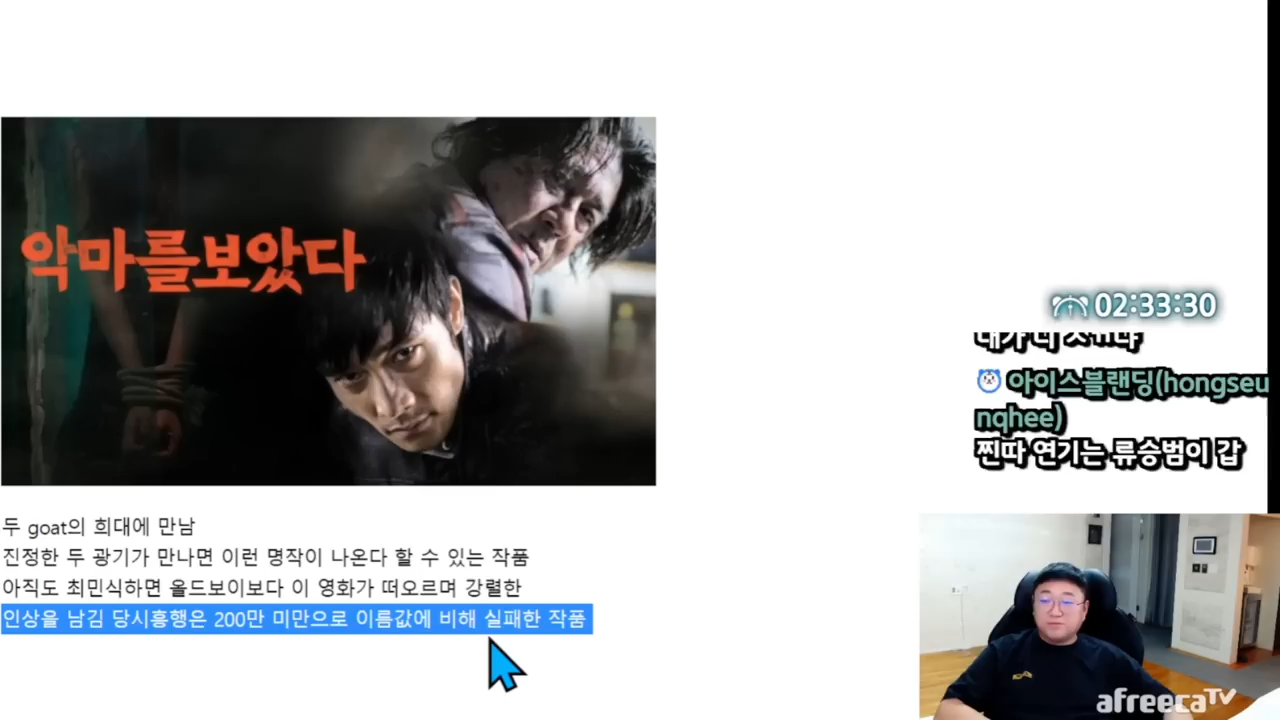 악마를보았다
두 goat의 희대에 만남
진정한 두 광기가 만나면 이런 명작이 나온다 할 수 있는 작품
아직도 최민식하면 올드보이보다 이 영화가 떠오르며 강렬한
인상을 남김 당시흥행은 200만 미만으로 이름값에 비해 실패한 작품
02:33:30
아이스블랜딩(hongseu
nqhee)
찐따 연기는 류승범이 갑
afreecaTV